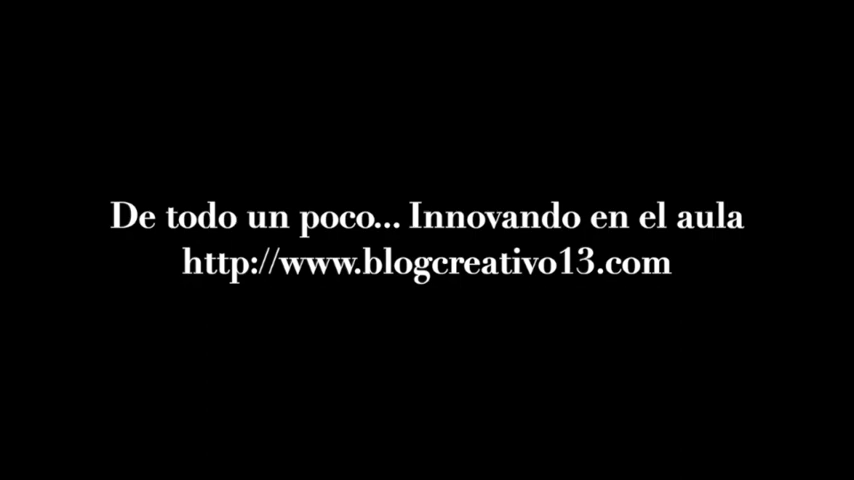 De todo un poco... Innovando en el aula
http://www.blogcreativo13.com